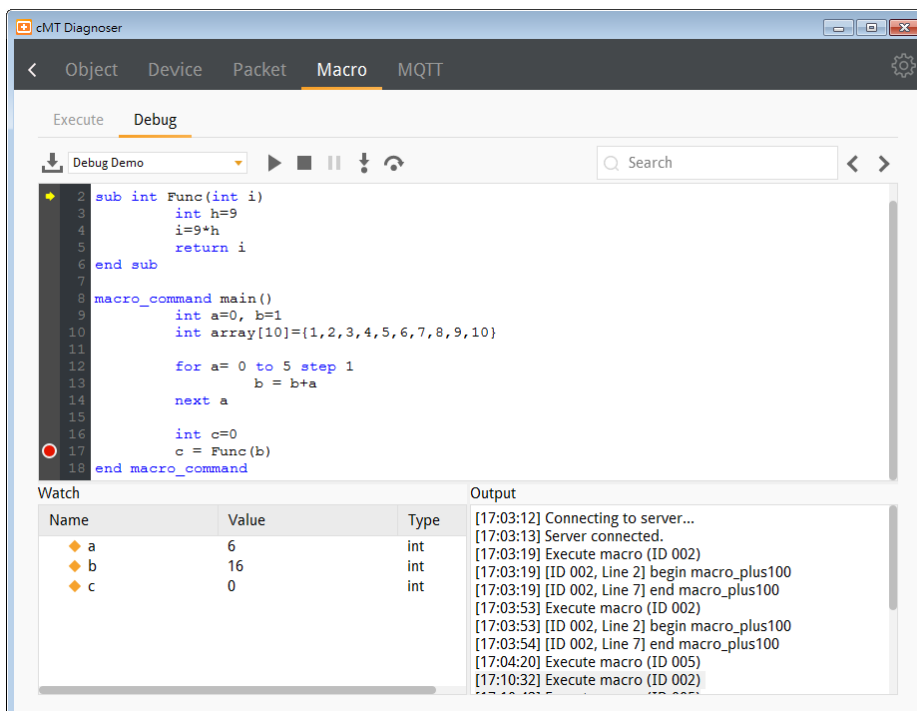 cMT Diagnoser
Object Device Packet Macro MQTT
Execute Debug
Debug Demo Search
2 sub int Func(int i)
3 int h=9
4 i=9*h
5 return i
6 end sub
7
8 macro_command main()
9 int a=0, b=1
10 int array[10]={1,2,3,4,5,6,7,8,9,10}
11
12 for a= 0 to 5 step 1
13 b = b+a
14 next a
15
16 int c=0
17 c = Func(b)
18 end macro_command
Watch
Name Value Type
a 6 int
b 16 int
c 0 int
Output
[17:03:12] Connecting to server...
[17:03:13] Server connected.
[17:03:19] Execute macro (ID 002)
[17:03:19] [ID 002, Line 2] begin macro_plus100
[17:03:19] [ID 002, Line 7] end macro_plus100
[17:03:53] Execute macro (ID 002)
[17:03:53] [ID 002, Line 2] begin macro_plus100
[17:03:54] [ID 002, Line 7] end macro_plus100
[17:04:20] Execute macro (ID 005)
[17:10:32] Execute macro (ID 002)